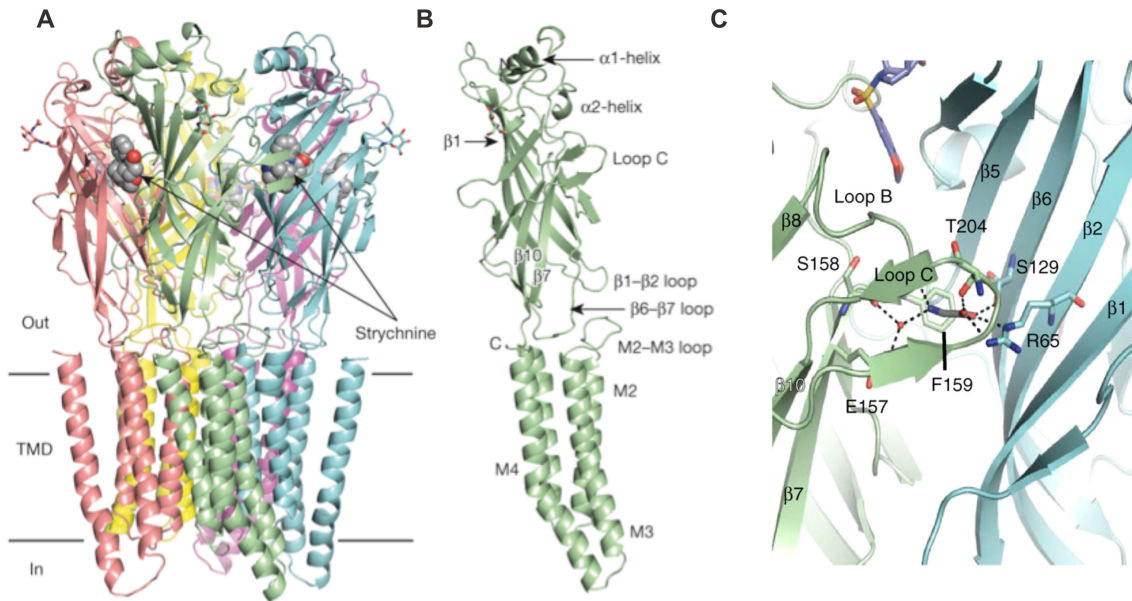 A
Out
TMD
In
Strychnine
B
α1-helix
α2-helix
β1
Loop C
β10
β7
β1–β2 loop
β6–β7 loop
C
M2–M3 loop
M2
M4
M3
C
β5
Loop B
β6
β8
T204
β2
S158
Loop C
S129
β1
R65
β10
F159
E157
β7